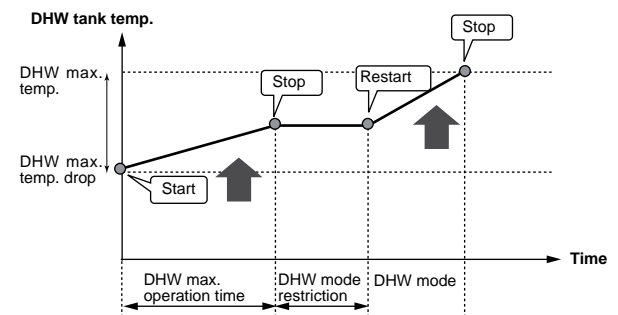 DHW tank temp.
Stop
DHW max.
temp.
Stop
Restart
DHW max.
temp. drop
Start
Time
DHW max.
operation time
DHW mode
restriction
DHW mode